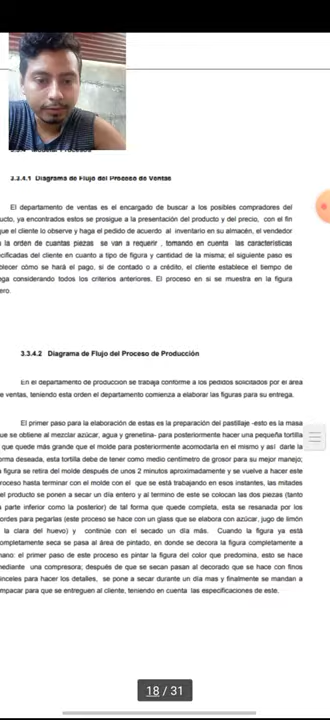 3.3.4 Procesos
3.3.4.1 Diagrama de Flujo del Proceso de Ventas
El departamento de ventas es el encargado de buscar a los posibles compradores del
ucto, ya encontrados estos se prosigue a la presentación del producto y del precio, con el fin
que el cliente lo observe y haga el pedido de acuerdo al inventario en su almacén, el vendedor
la orden de cuantas piezas se van a requerir , tomando en cuenta las características
cificadas del cliente en cuanto a tipo de figura y cantidad de la misma; el siguiente paso es
blecer cómo se hará el pago, si de contado o a crédito, el cliente establece el tiempo de
ega considerando todos los criterios anteriores. El proceso en si se muestra en la figura
ero.
3.3.4.2 Diagrama de Flujo del Proceso de Producción
En el departamento de producción se trabaja conforme a los pedidos solicitados por el área
e ventas, teniendo esta orden el departamento comienza a elaborar las figuras para su entrega.
El primer paso para la elaboración de estas es la preparación del pastillaje -esto es la masa
ue se obtiene al mezclar azúcar, agua y grenetina- para posteriormente hacer una pequeña tortilla
que quede más grande que el molde para posteriormente acomodarla en el mismo y así darle la
orma deseada, esta tortilla debe de tener como medio centímetro de grosor para su mejor manejo;
a figura se retira del molde después de unos 2 minutos aproximadamente y se vuelve a hacer este
roceso hasta terminar con el molde con el que se está trabajando en esos instantes, las mitades
el producto se ponen a secar un día entero y al termino de este se colocan las dos piezas (tanto
parte inferior como la posterior) de tal forma que quede completa, esta se resanada por los
ordes para pegarlas (este proceso se hace con un glass que se elabora con azúcar, jugo de limón
la clara del huevo) y continúe con el secado un día más. Cuando la figura ya está
ompletamente seca se pasa al área de pintado, en donde se decora la figura completamente a
ano: el primer paso de este proceso es pintar la figura del color que predomina, esto se hace
mediante una compresora; después de que se secan pasan al decorado que se hace con finos
inceles para hacer los detalles, se pone a secar durante un día mas y finalmente se mandan a
mpacar para que se entreguen al cliente, teniendo en cuenta las especificaciones de este.
18 / 31